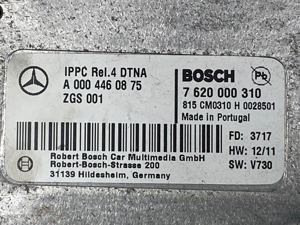 IPPC Rel.4 DTNA
A 000 446 0875
ZGS 001
BOSCH
Pb
7 620 000 310
815 CM0310 H 0028501
Made in Portugal
FD: 3717
HW: 12/11
SW: V730
Robert Bosch Car Multimedia GmbH
Robert-Bosch-Strasse 200
31139 Hildesheim, Germany